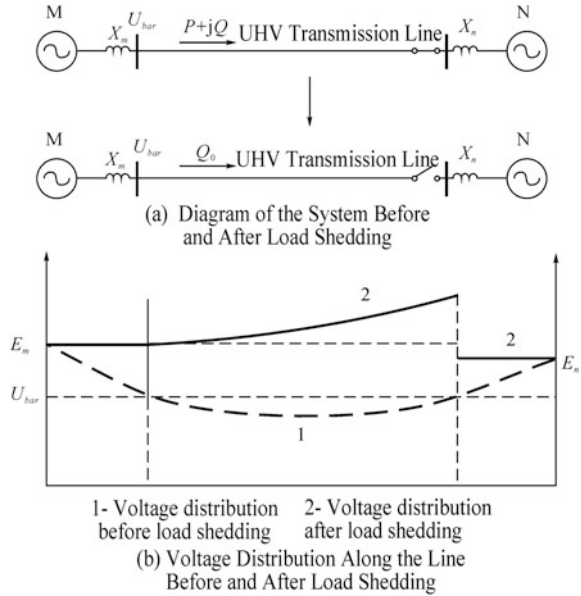 M
U_bar
P+jQ
UHV Transmission Line
N
X_m
X_n
M
U_bar
Q_0
UHV Transmission Line
N
X_m
X_n
(a) Diagram of the System Before
and After Load Shedding
2
E_m
2
E_n
U_bar
1
1- Voltage distribution
before load shedding
2- Voltage distribution
after load shedding
(b) Voltage Distribution Along the Line
Before and After Load Shedding